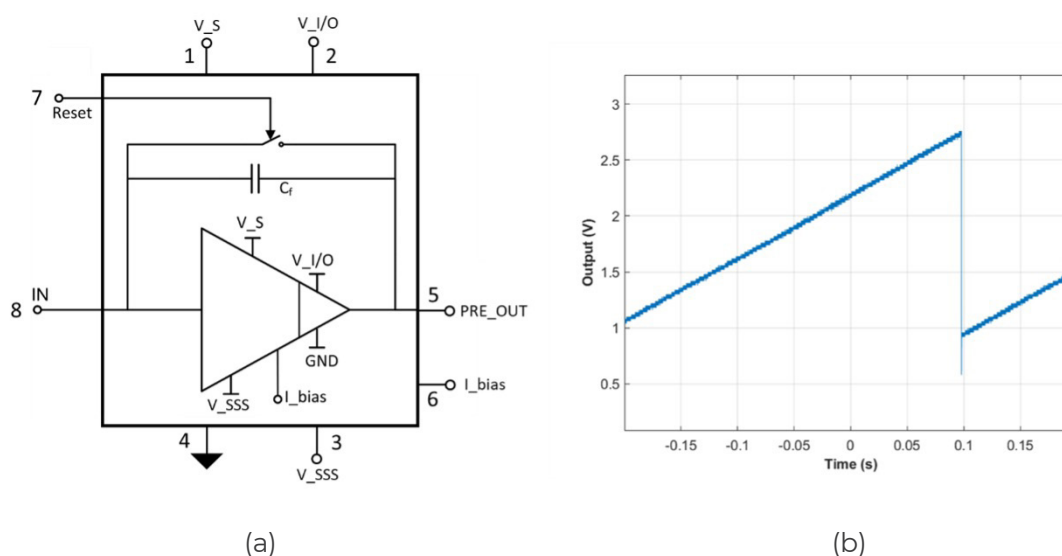 V_S
V_I/O
1
2
7
Reset
C_f
V_S
V_I/O
8
IN
5
PRE_OUT
GND
V_SSS
I_bias
6
I_bias
4
3
V_SSS
(a)
3
2.5
2
1.5
1
0.5
Output (V)
-0.15 -0.1 -0.05 0 0.05 0.1 0.15
Time (s)
(b)